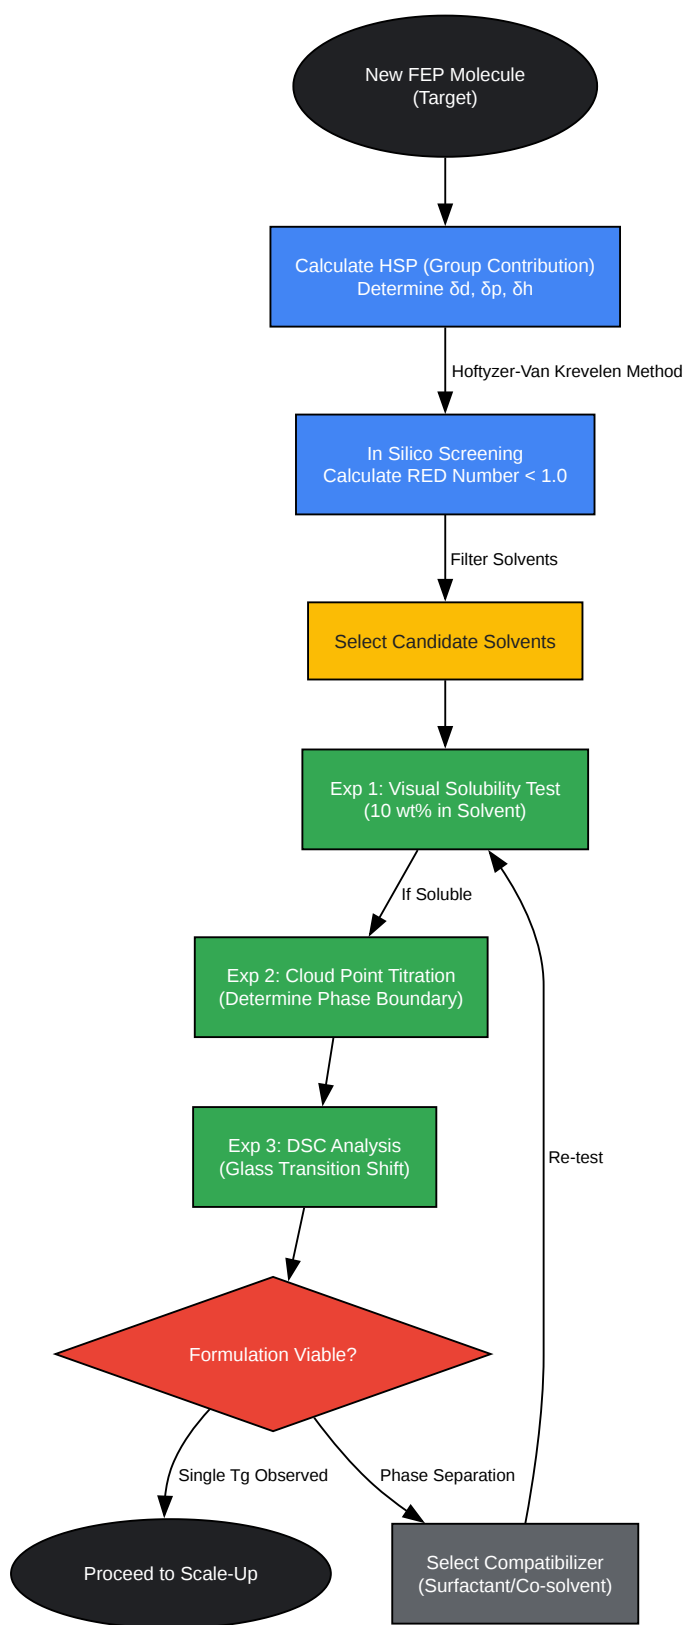 New FEP Molecule
(Target)
Calculate HSP (Group Contribution)
Determine δd, δp, δh
Hoftyzer-Van Krevelen Method
In Silico Screening
Calculate RED Number < 1.0
Filter Solvents
Select Candidate Solvents
Exp 1: Visual Solubility Test
(10 wt% in Solvent)
If Soluble
Exp 2: Cloud Point Titration
(Determine Phase Boundary)
Exp 3: DSC Analysis
(Glass Transition Shift)
Re-test
Formulation Viable?
Single Tg Observed
Phase Separation
Proceed to Scale-Up
Select Compatibilizer
(Surfactant/Co-solvent)